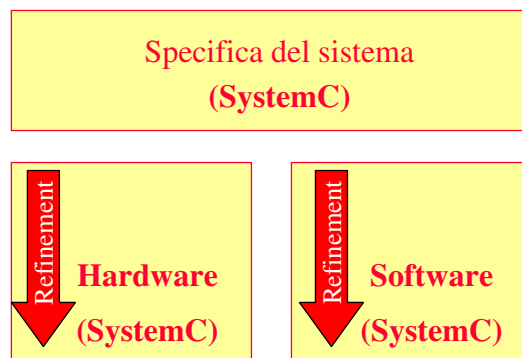 Specifica del sistema
(SystemC)
Refinement
Hardware
(SystemC)
Refinement
Software
(SystemC)